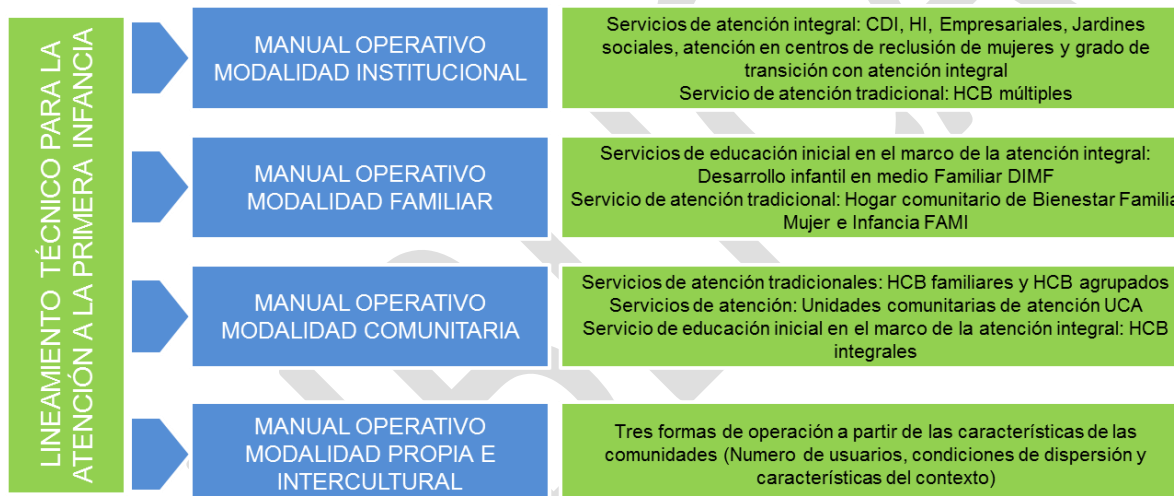 LINEAMIENTO TÉCNICO PARA LA
ATENCIÓN A LA PRIMERA INFANCIA
MANUAL OPERATIVO
MODALIDAD INSTITUCIONAL
Servicios de atención integral: CDI, HI, Empresariales, Jardines
sociales, atención en centros de reclusión de mujeres y grado de
transición con atención integral
Servicio de atención tradicional: HCB múltiples
MANUAL OPERATIVO
MODALIDAD FAMILIAR
Servicios de educación inicial en el marco de la atención integral:
Desarrollo infantil en medio Familiar DIMF
Servicio de atención tradicional: Hogar comunitario de Bienestar Familia
Mujer e Infancia FAMI
MANUAL OPERATIVO
MODALIDAD COMUNITARIA
Servicios de atención tradicionales: HCB familiares y HCB agrupados
Servicios de atención: Unidades comunitarias de atención UCA
Servicio de educación inicial en el marco de la atención integral: HCB
integrales
MANUAL OPERATIVO
MODALIDAD PROPIA E
INTERCULTURAL
Tres formas de operación a partir de las características de las
comunidades (Numero de usuarios, condiciones de dispersión y
características del contexto)